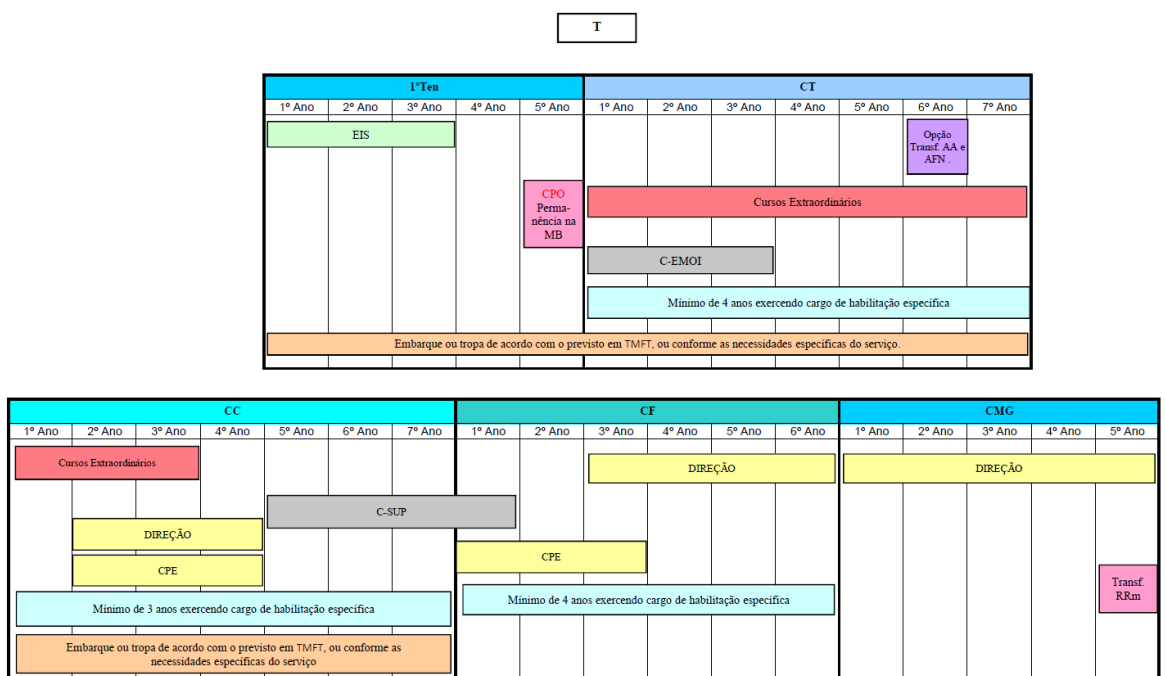 T
1ºTen CT
1º Ano 2º Ano 3º Ano 4º Ano 5º Ano 1º Ano 2º Ano 3º Ano 4º Ano 5º Ano 6º Ano 7º Ano
EIS
Opção
Transf. AA e
AFN .
CPO
Perma-
nência na
MB
Cursos Extraordinários
C-EMOI
Mínimo de 4 anos exercendo cargo de habilitação específica
Embarque ou tropa de acordo com o previsto em TMFT, ou conforme as necessidades específicas do serviço.
CC CF CMG
1º Ano 2º Ano 3º Ano 4º Ano 5º Ano 6º Ano 7º Ano 1º Ano 2º Ano 3º Ano 4º Ano 5º Ano 6º Ano 1º Ano 2º Ano 3º Ano 4º Ano 5º Ano
Cursos Extraordinários
DIREÇÃO
DIREÇÃO
C-SUP
DIREÇÃO
CPE
CPE
Transf.
RRm
Mínimo de 3 anos exercendo cargo de habilitação específica
Mínimo de 4 anos exercendo cargo de habilitação específica
Embarque ou tropa de acordo com o previsto em TMFT, ou conforme as
necessidades específicas do serviço